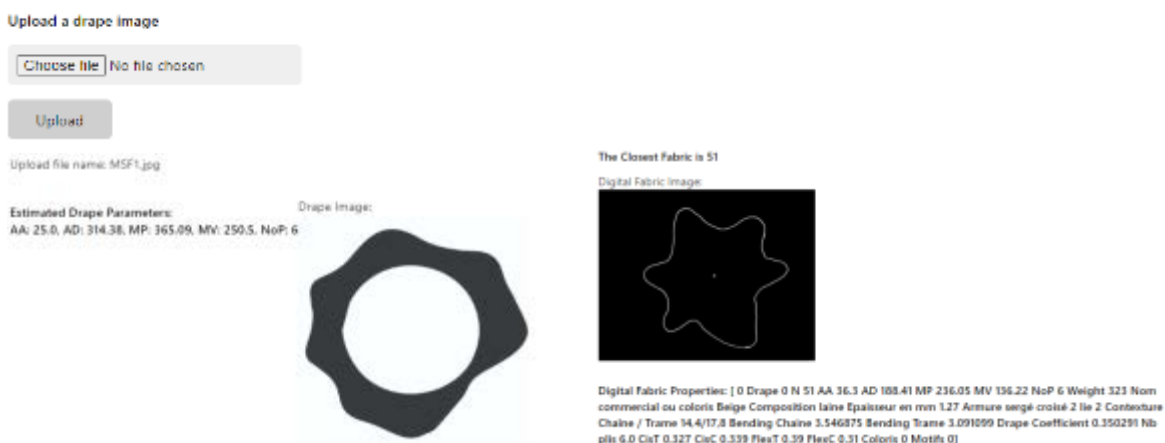 Upload a drape image
Choose file No file chosen
Upload
Upload file name: MSF1.jpg
Estimated Drape Parameters:
AA: 25.0, AD: 314.38, MP: 365.09, MV: 250.5, NoP: 6
Drape Image:
The Closest Fabric is 51
Digital Fabric Image:
Digital Fabric Properties: [ 0 Drape 0 N 51 AA 36.3 AD 188.41 MP 236.05 MV 136.22 NoP 6 Weight 323 Nom
commercial ou coloris Beige Composition laine Epaisseur en mm 1.27 Armure sergé croisé 2 lie 2 Contexture
Chaine / Trame 14,4/17,8 Bending Chaine 3.546875 Bending Trame 3.091099 Drape Coefficient 0.350291 Nb
plis 6.0 CisT 0.327 CisC 0.339 FlexT 0.39 FlexC 0.31 Coloris 0 Motifs 0]